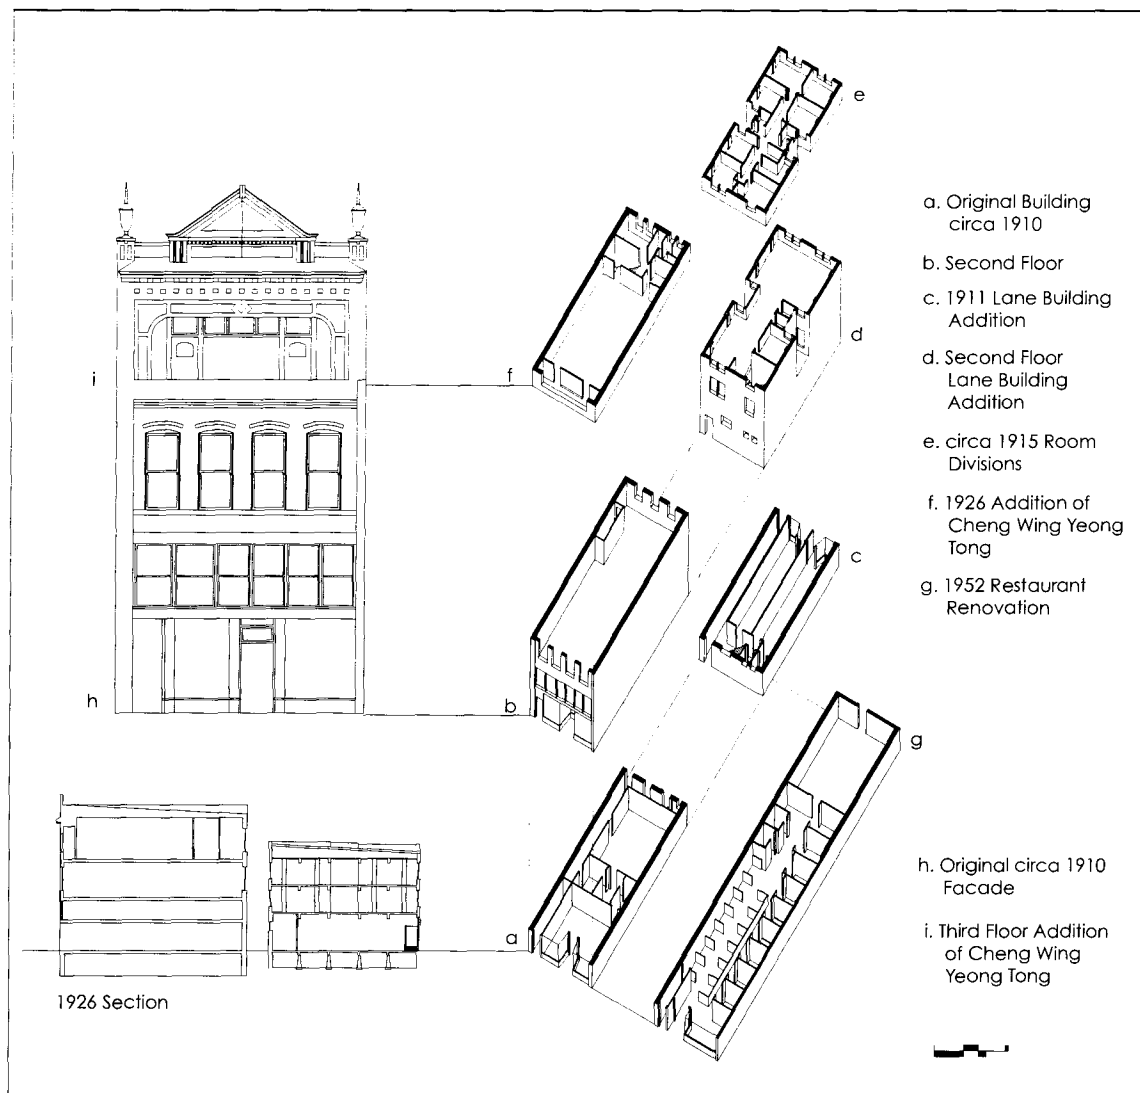 e
a. Original Building
circa 1910
b. Second Floor
c. 1911 Lane Building
Addition
d. Second Floor
Lane Building
Addition
e. circa 1915 Room
Divisions
f. 1926 Addition of
Cheng Wing Yeong
Tong
g. 1952 Restaurant
Renovation
d
i
f
c
h
b
g
h. Original circa 1910
Facade
i. Third Floor Addition
of Cheng Wing
Yeong Tong
a
1926 Section